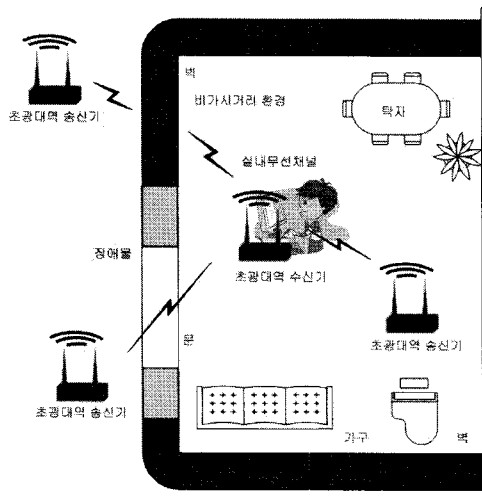 벽
비가시거리 환경
탁자
초광대역 송신기
실내무선채널
장애물
초광대역 수신기
문
초광대역 송신기
초광대역 송신기
가구
벽